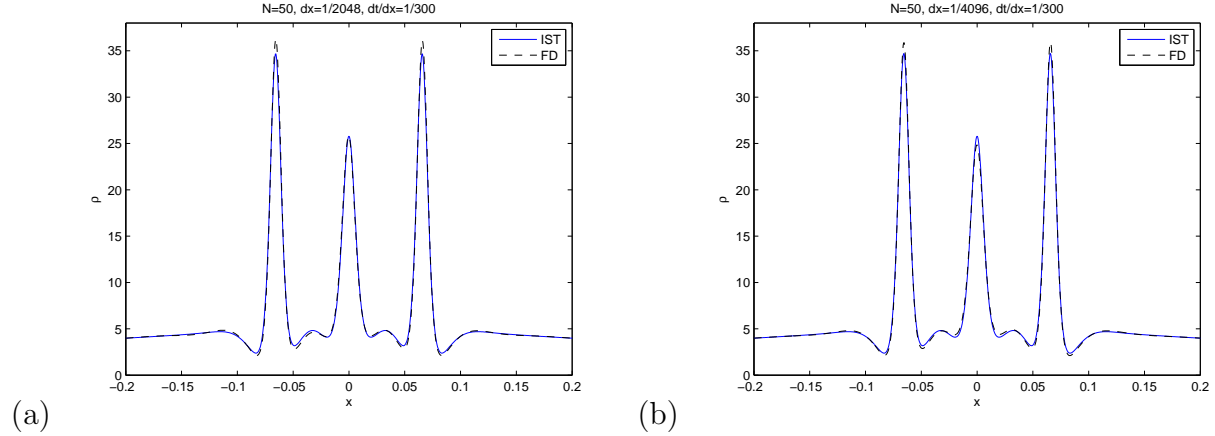 N=50, dx=1/2048, dt/dx=1/300
IST
FD
35
30
25
20
15
10
5
0
ρ
−0.2
−0.15
−0.1
−0.05
0
0.05
0.1
0.15
0.2
x
(a)
N=50, dx=1/4096, dt/dx=1/300
IST
FD
35
30
25
20
15
10
5
0
ρ
−0.2
−0.15
−0.1
−0.05
0
0.05
0.1
0.15
0.2
x
(b)